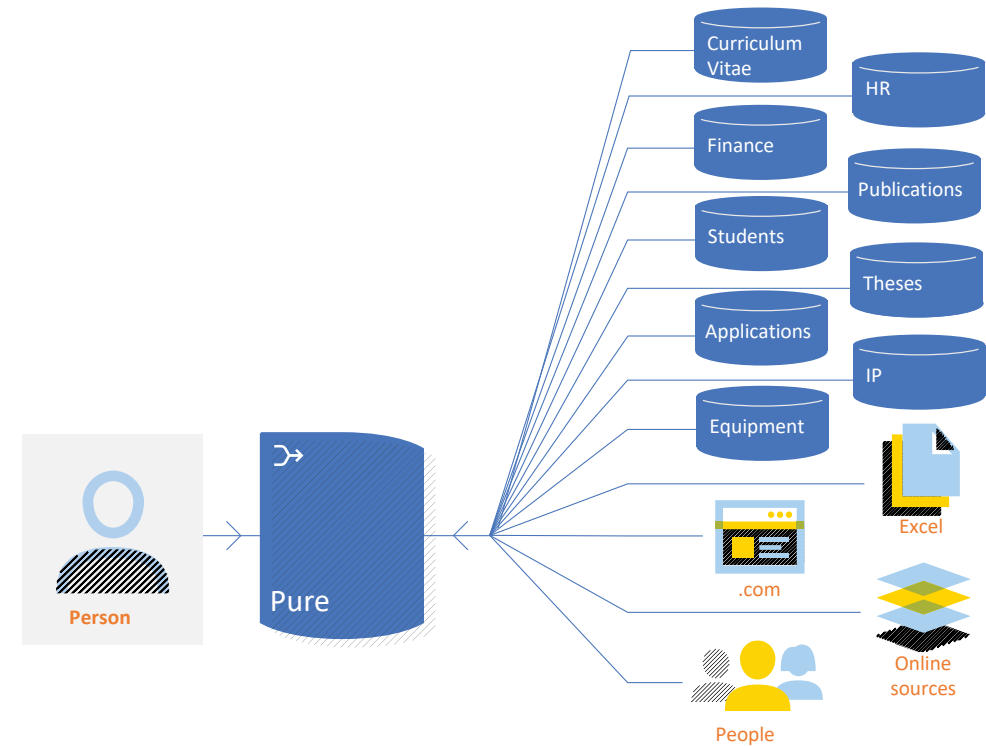 Curriculum
Vitae
HR
Finance
Publications
Students
Theses
Applications
IP
Equipment
Excel
.com
Person
Pure
Online
sources
People